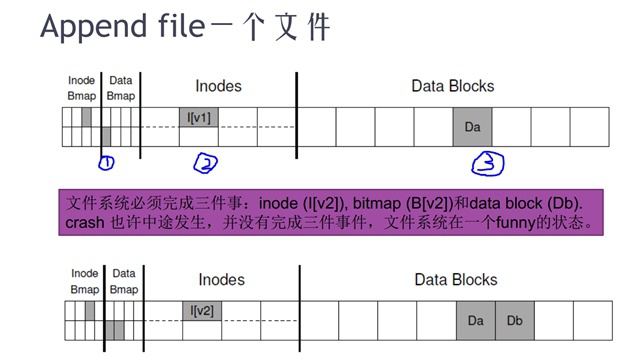 Append file一个文件
Inode Data
Bmap Bmap
Inodes
Data Blocks
I[v1]
Da
① ② ③
文件系统必须完成三件事：inode (I[v2]), bitmap (B[v2])和data block (Db).
crash 也许中途发生，并没有完成三事件，文件系统在一个funny的状态。
Inode Data
Bmap Bmap
Inodes
Data Blocks
I[v2]
Da Db